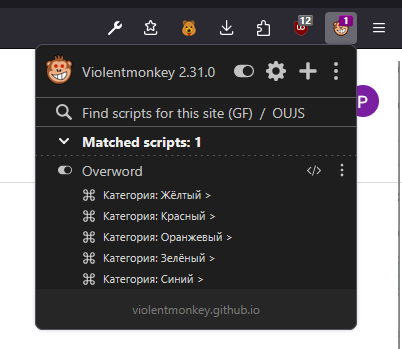 12
1
Violentmonkey 2.31.0
Find scripts for this site (GF) / OUJS
P
Matched scripts: 1
Overword </>
Категория: Жёлтый >
Категория: Красный >
Категория: Оранжевый >
Категория: Зелёный >
Категория: Синий >
violentmonkey.github.io